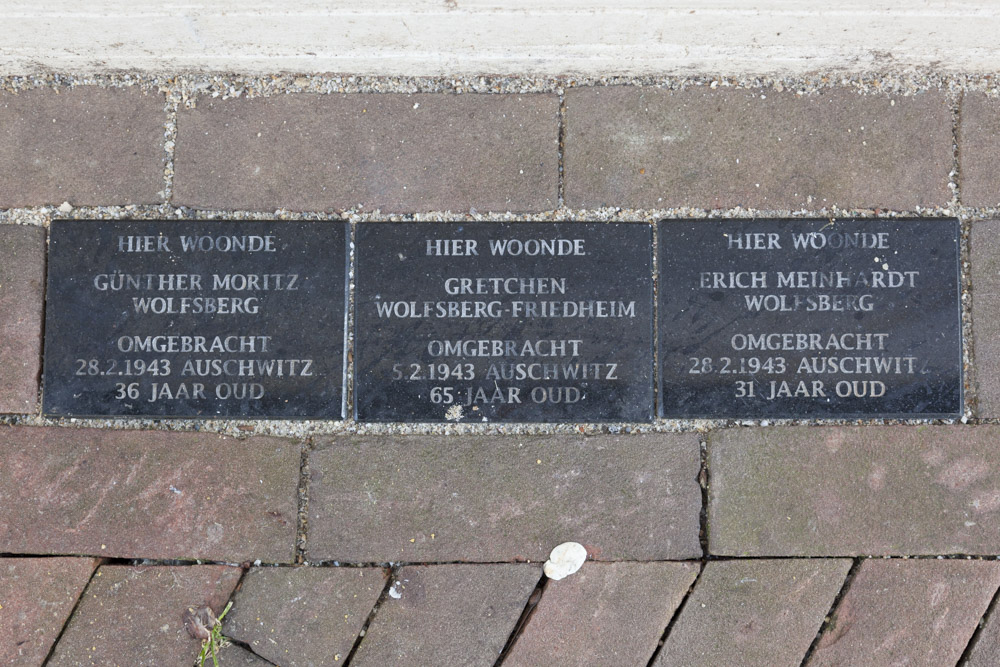 HIER WOONDE
GÜNTHER MORITZ
WOLFSBERG
OMGEBRACHT
28.2.1943 AUSCHWITZ
36 JAAR OUD
HIER WOONDE
GRETCHEN
WOLFSBERG-FRIEDHEIM
OMGEBRACHT
5.2.1943 AUSCHWITZ
65 JAAR OUD
HIER WOONDE
ERICH MEINHARDT
WOLFSBERG
OMGEBRACHT
28.2.1943 AUSCHWITZ
31 JAAR OUD